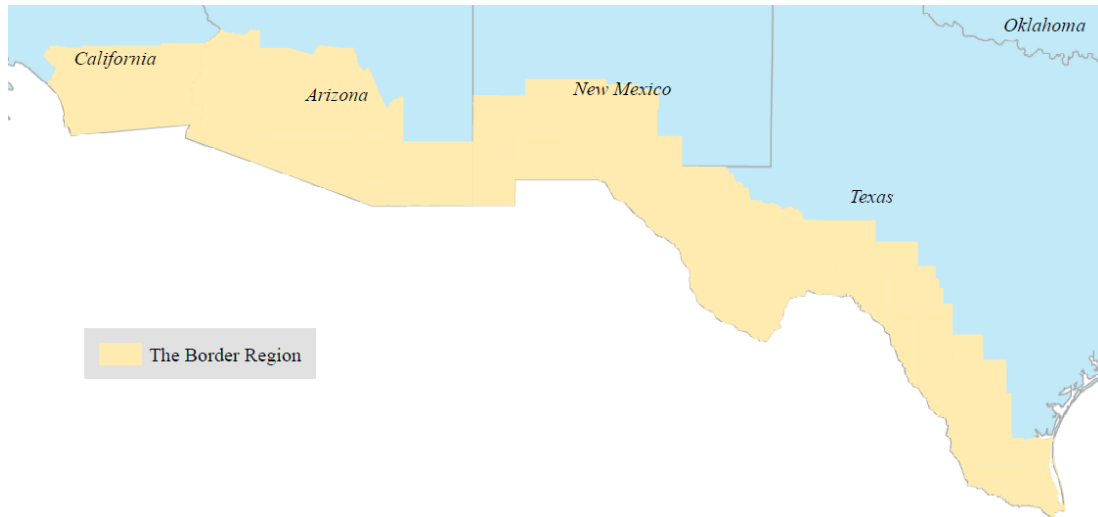 Oklahoma
California
Arizona
New Mexico
Texas
The Border Region